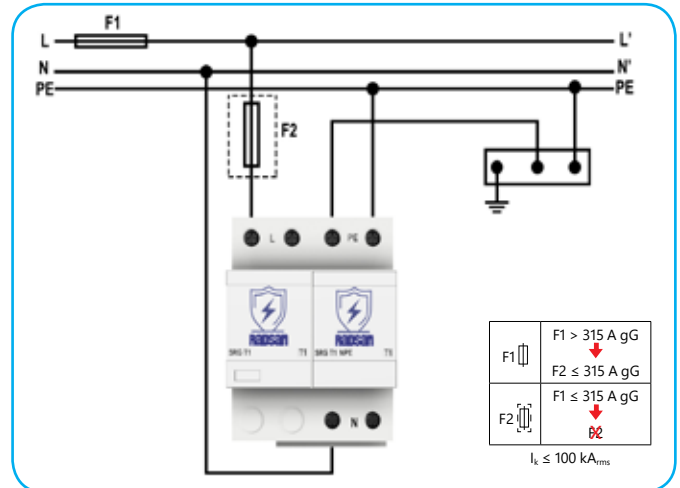 F1
L L'
N N'
PE PE
F2
L PE
RADSAN RADSAN
SRG T1 T1 SRG T1 NPE
N
F1 F1 > 315 A gG
F2 ≤ 315 A gG
F2 F1 ≤ 315 A gG
F2
Iₖ ≤ 100 kArms